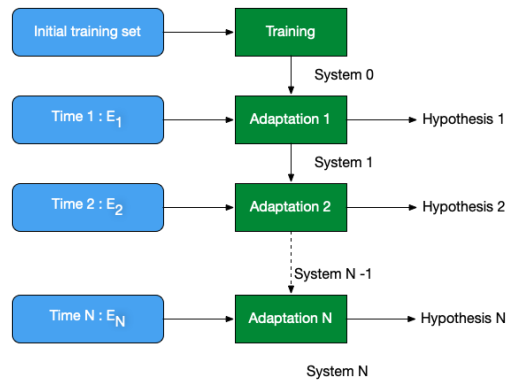 Initial training set
Training
System 0
Time 1 : E1
Adaptation 1
Hypothesis 1
System 1
Time 2 : E2
Adaptation 2
Hypothesis 2
System N -1
Time N : EN
Adaptation N
Hypothesis N
System N